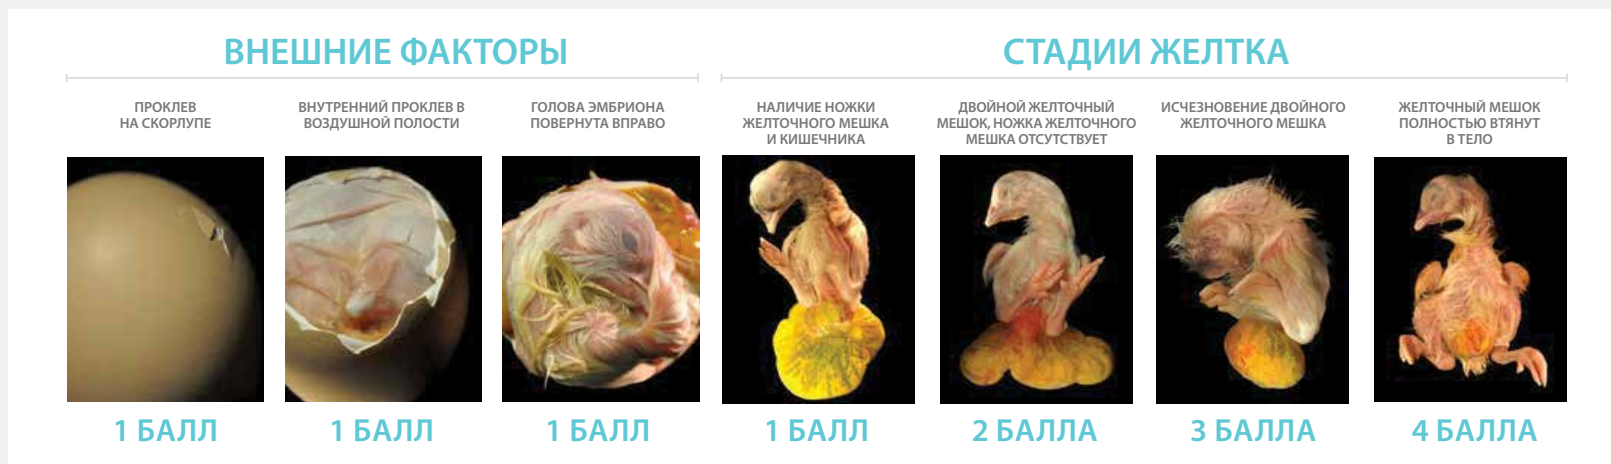 ВНЕШНИЕ ФАКТОРЫ
ПРОКЛЕВ
НА СКОРЛУПЕ
ВНУТРЕННИЙ ПРОКЛЕВ В
ВОЗДУШНОЙ ПОЛОСТИ
ГОЛОВА ЭМБРИОНА
ПОВЕРНУТА ВПРАВО
1 БАЛЛ
1 БАЛЛ
1 БАЛЛ
СТАДИИ ЖЕЛТКА
НАЛИЧИЕ НОЖКИ
ЖЕЛТОЧНОГО МЕШКА
И КИШЕЧНИКА
ДВОЙНОЙ ЖЕЛТОЧНЫЙ
МЕШОК, НОЖКА ЖЕЛТОЧНОГО
МЕШКА ОТСУТСТВУЕТ
ИСЧЕЗНОВЕНИЕ ДВОЙНОГО
ЖЕЛТОЧНОГО МЕШКА
ЖЕЛТОЧНЫЙ МЕШОК
ПОЛНОСТЬЮ ВТЯНУТ
В ТЕЛО
1 БАЛЛ
2 БАЛЛА
3 БАЛЛА
4 БАЛЛА